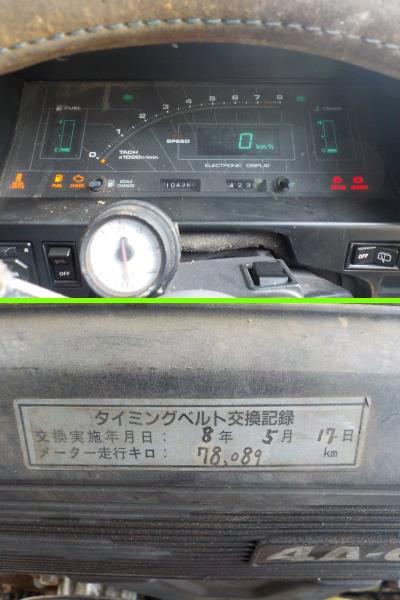 FUEL
TEMP
0 1 2 3 4 5 6 7 8 9
TACH
x1000r/min
SPEED
0 km/h
ELECTRONIC DISPLAY
FUEL
CHECK
OFF
OFF
タイミングベルト交換記録
交換実施年月日： 8年 5月 17日
メーター走行キロ： 78,089 km